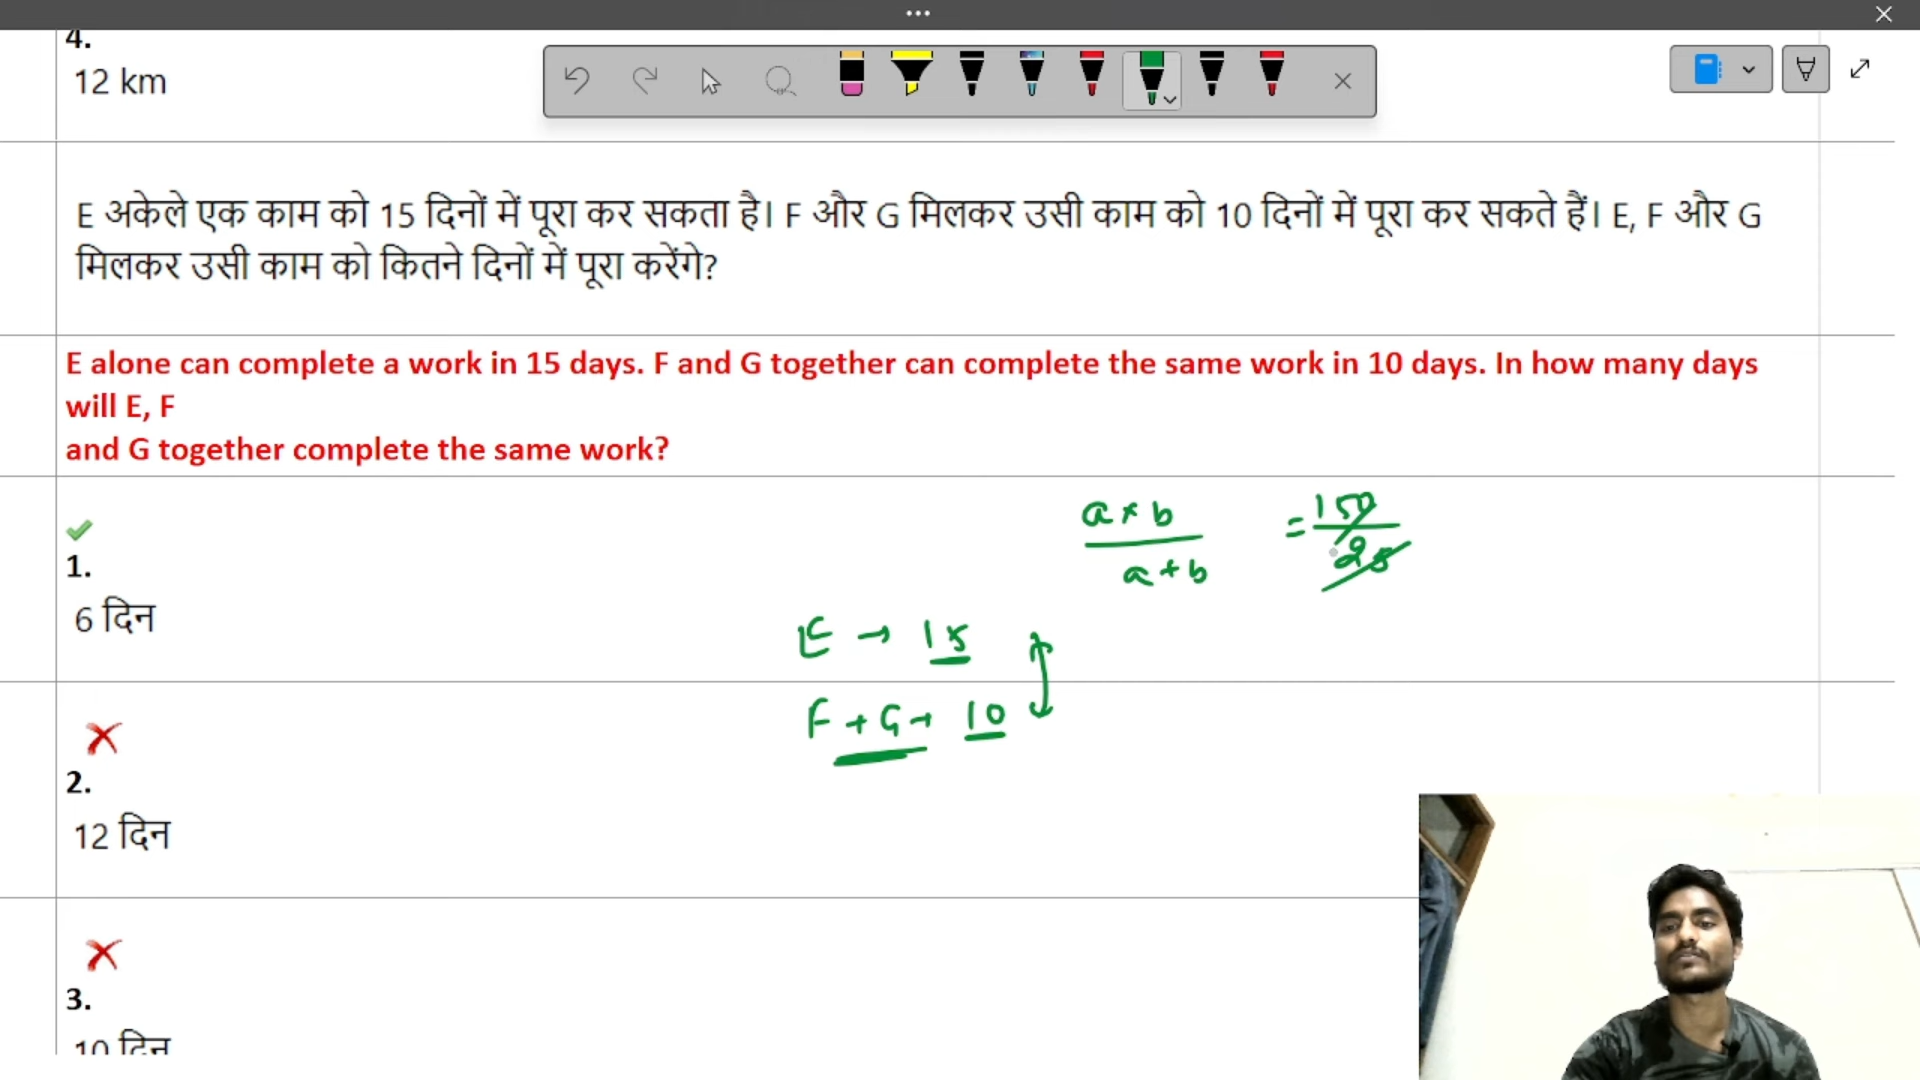 4.
12 km
E अकेले एक काम को 15 दिनों में पूरा कर सकता है। F और G मिलकर उसी काम को 10 दिनों में पूरा कर सकते हैं। E, F और G
मिलकर उसी काम को कितने दिनों में पूरा करेंगे?
E alone can complete a work in 15 days. F and G together can complete the same work in 10 days. In how many days
will E, F
and G together complete the same work?
a × b
a + b
= 150
25
1.
6 दिन
E → 15
F + G → 10
2.
12 दिन
3.
10 दिन